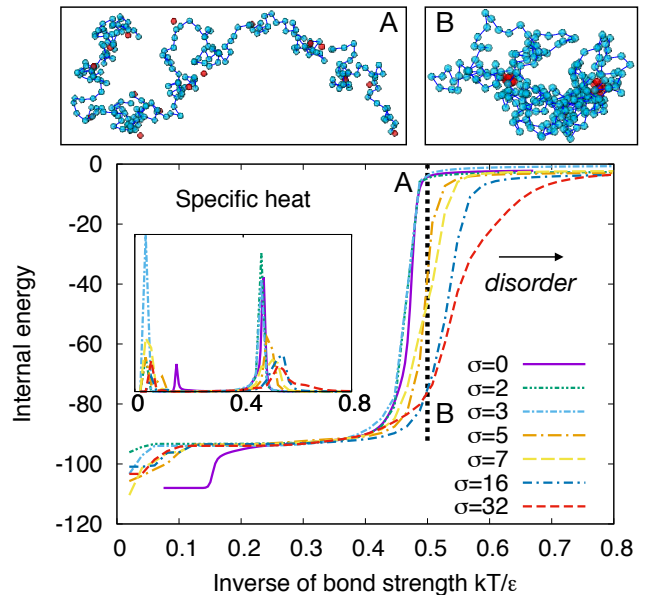 A
B
0
-20
-40
-60
-80
-100
-120
Internal energy
Specific heat
0
0.4
0.8
A
B
disorder
σ=0
σ=2
σ=3
σ=5
σ=7
σ=16
σ=32
0
0.1
0.2
0.3
0.4
0.5
0.6
0.7
0.8
Inverse of bond strength kT/ε